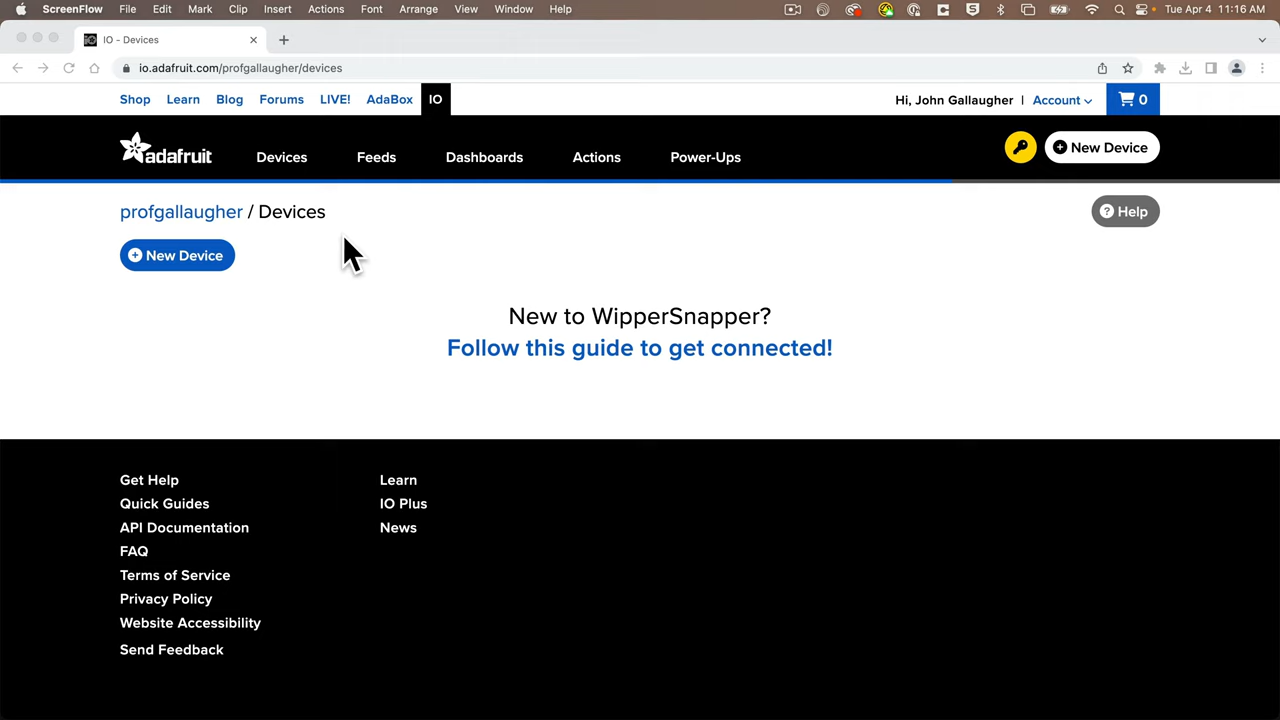 ScreenFlow File Edit Mark Clip Insert Actions Font Arrange View Window Help Tue Apr 4 11:16 AM
IO - Devices
io.adafruit.com/profgallaugher/devices
Shop Learn Blog Forums LIVE! AdaBox IO Hi, John Gallaugher | Account 0
adafruit Devices Feeds Dashboards Actions Power-Ups New Device
profgallaugher / Devices Help
New Device
New to WipperSnapper?
Follow this guide to get connected!
Get Help Learn
Quick Guides IO Plus
API Documentation News
FAQ
Terms of Service
Privacy Policy
Website Accessibility
Send Feedback